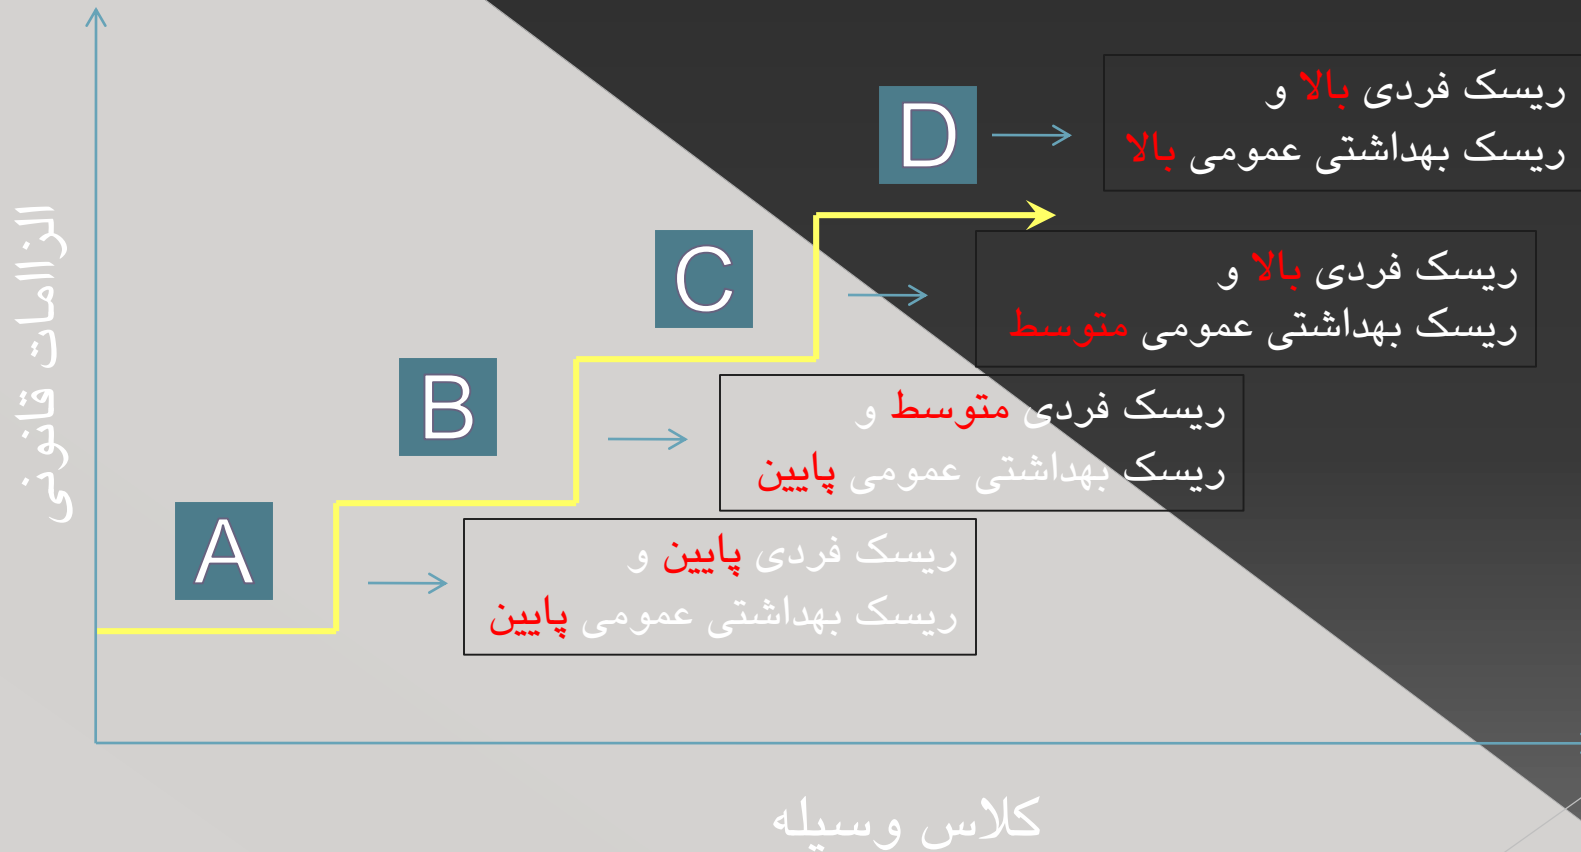 D
ریسک فردی بالا و
ریسک بهداشتی عمومی بالا
C
ریسک فردی بالا و
ریسک بهداشتی عمومی متوسط
B
ریسک فردی متوسط و
ریسک بهداشتی عمومی پایین
A
ریسک فردی پایین و
ریسک بهداشتی عمومی پایین
الزاامات قانونی
کلاس وسیله